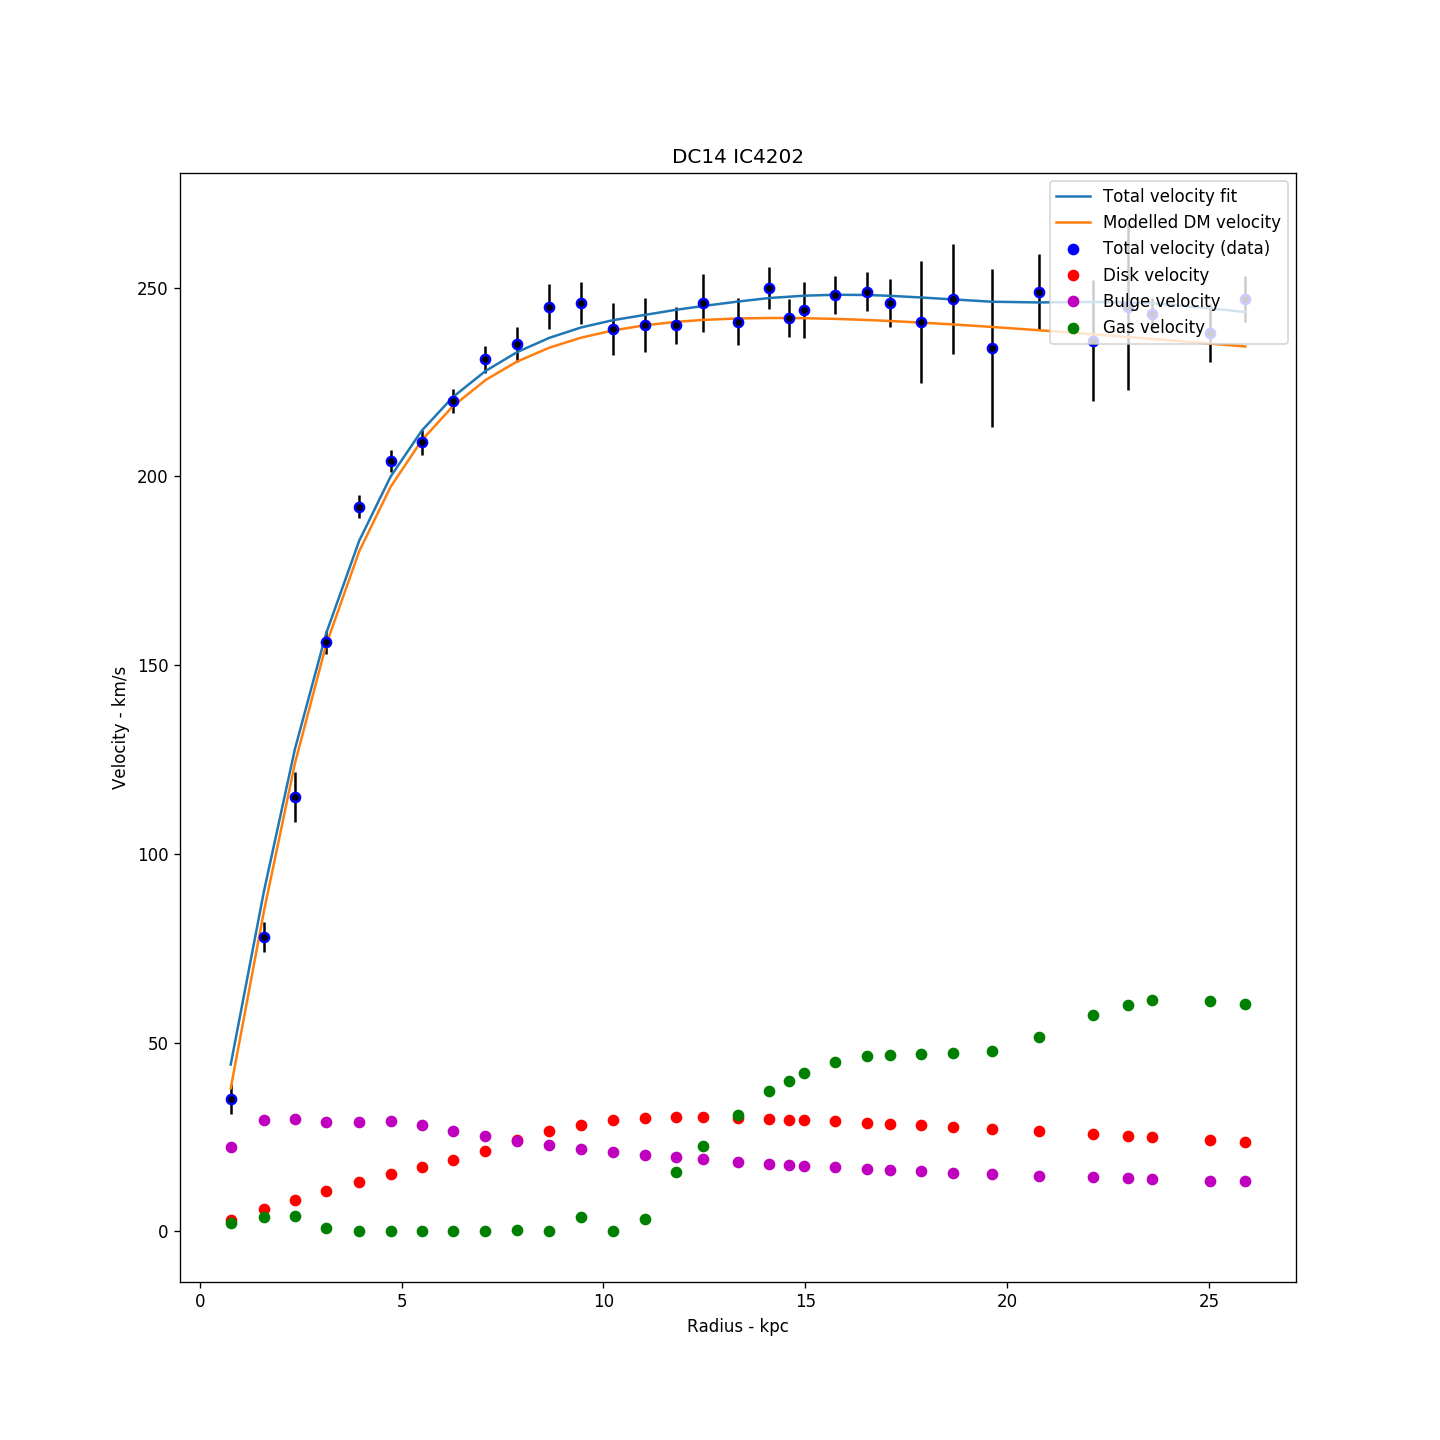 DC14 IC4202
Total velocity fit
Modelled DM velocity
Total velocity (data)
Disk velocity
Bulge velocity
Gas velocity
250
200
150
100
50
0
Velocity - km/s
0 5 10 15 20 25
Radius - kpc